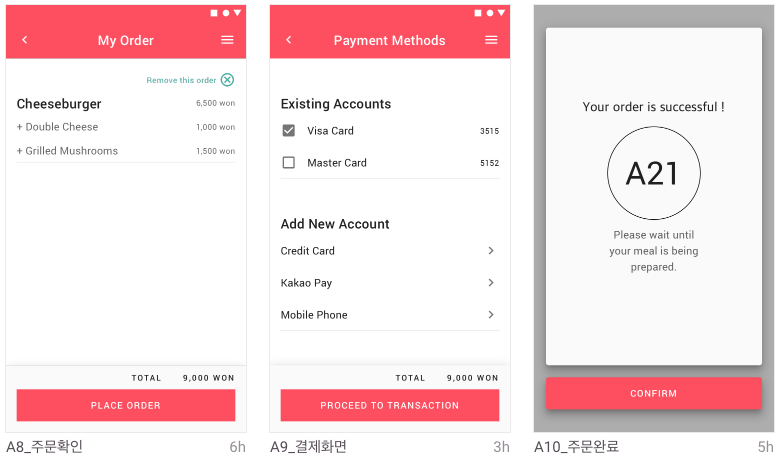 My Order
Remove this order
Cheeseburger 6,500 won
+ Double Cheese 1,000 won
+ Grilled Mushrooms 1,500 won
TOTAL 9,000 WON
PLACE ORDER
A8_주문확인 6h
Payment Methods
Existing Accounts
Visa Card 3515
Master Card 5152
Add New Account
Credit Card
Kakao Pay
Mobile Phone
TOTAL 9,000 WON
PROCEED TO TRANSACTION
A9_결제화면 3h
Your order is successful !
A21
Please wait until
your meal is being
prepared.
CONFIRM
A10_주문완료 5h